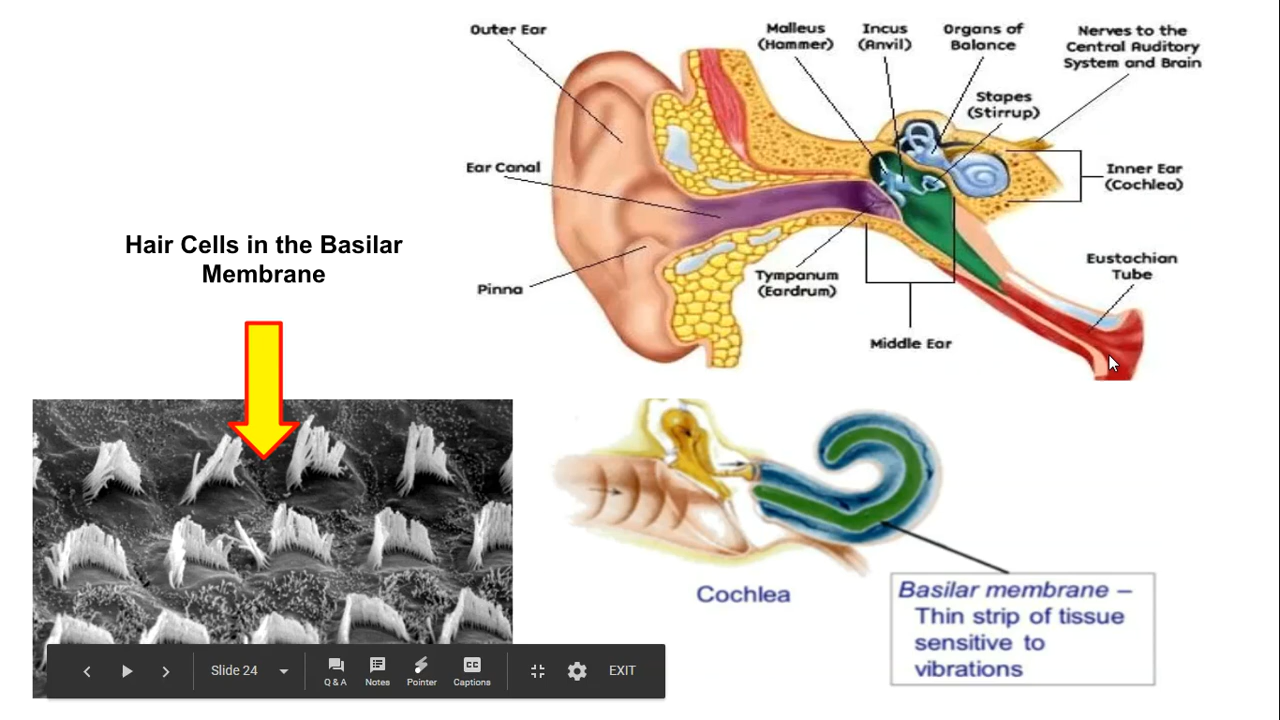 Outer Ear
Malleus
(Hammer)
Incus
(Anvil)
Organs of
Balance
Nerves to the
Central Auditory
System and Brain
Stapes
(Stirrup)
Ear Canal
Inner Ear
(Cochlea)
Pinna
Tympanum
(Eardrum)
Eustachian
Tube
Middle Ear
Hair Cells in the Basilar
Membrane
Cochlea
Basilar membrane –
Thin strip of tissue
sensitive to
vibrations
Slide 24
Q & A
Notes
Pointer
CC
Captions
EXIT